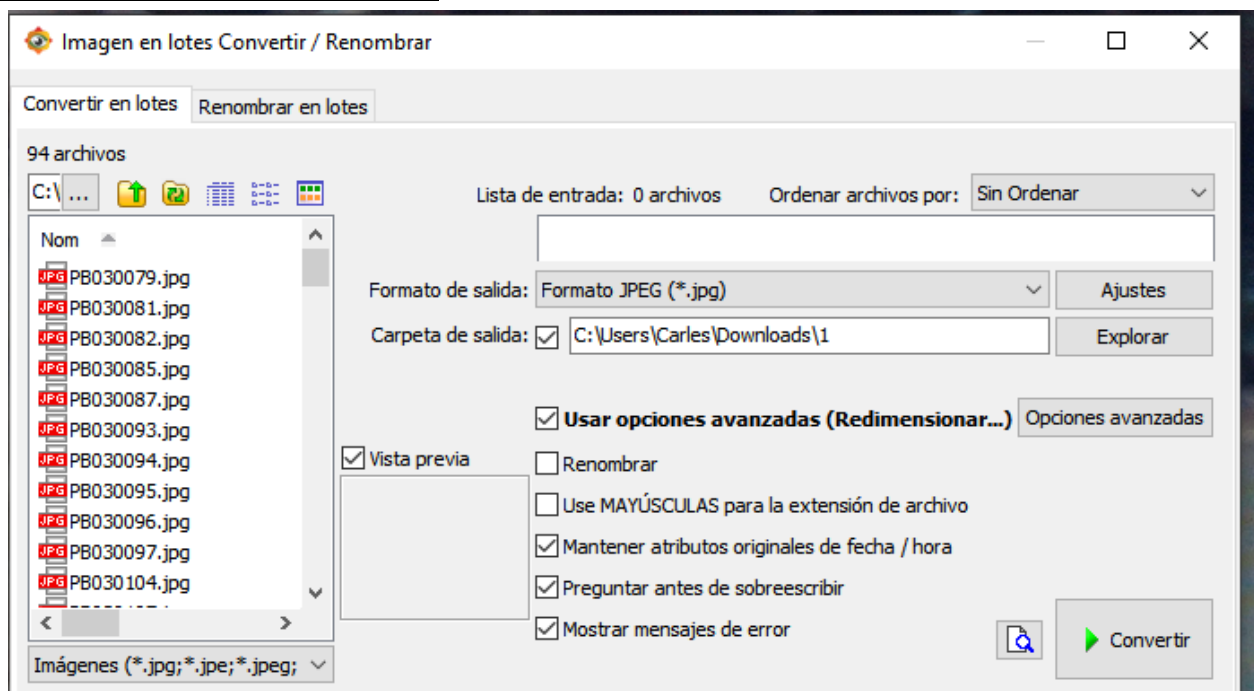 Imagen en lotes Convertir / Renombrar
Convertir en lotes Renombrar en lotes
94 archivos
C:\ ...
Lista de entrada: 0 archivos Ordenar archivos por: Sin Ordenar
Nom
PB030079.jpg
PB030081.jpg
PB030082.jpg
PB030085.jpg
PB030087.jpg
PB030093.jpg
PB030094.jpg
PB030095.jpg
PB030096.jpg
PB030097.jpg
PB030104.jpg
Imágenes (*.jpg;*.jpe;*.jpeg;
Formato de salida: Formato JPEG (*.jpg) Ajustes
Carpeta de salida: C:\Users\Carles\Downloads\1 Explorar
Usar opciones avanzadas (Redimensionar...) Opciones avanzadas
Vista previa
Renombrar
Use MAYÚSCULAS para la extensión de archivo
Mantener atributos originales de fecha / hora
Preguntar antes de sobreescribir
Mostrar mensajes de error
Convertir